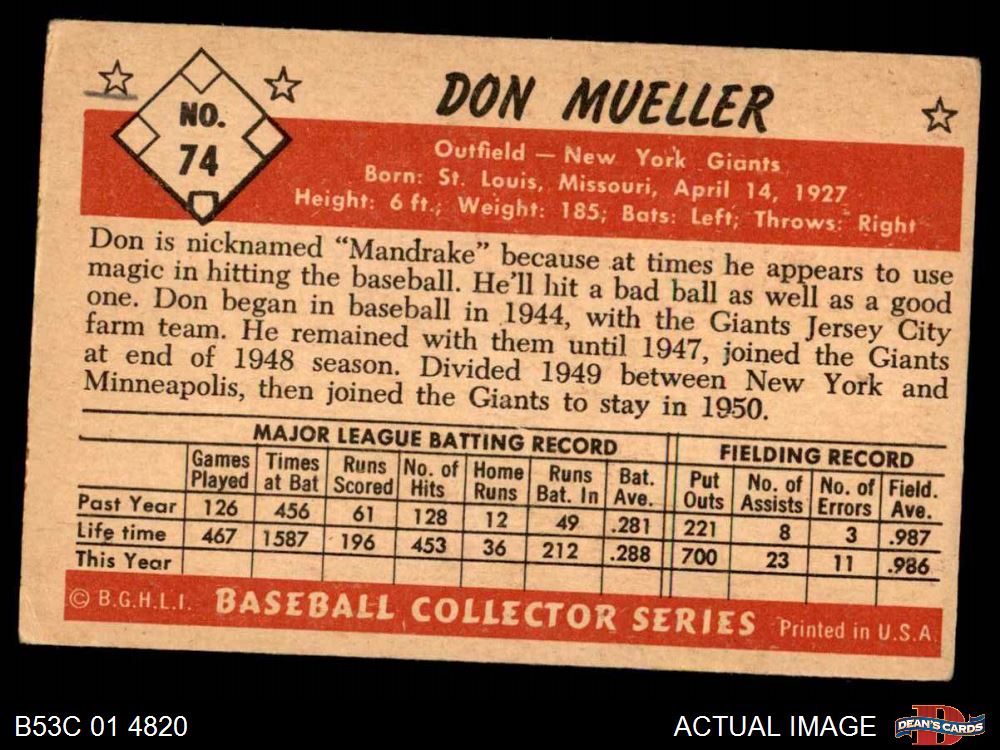 NO.
74
DON MUELLER
Outfield — New York Giants
Born: St. Louis, Missouri, April 14, 1927
Height: 6 ft.; Weight: 185; Bats: Left; Throws: Right
Don is nicknamed “Mandrake” because at times he appears to use
magic in hitting the baseball. He’ll hit a bad ball as well as a good
one. Don began in baseball in 1944, with the Giants Jersey City
farm team. He remained with them until 1947, joined the Giants
at end of 1948 season. Divided 1949 between New York and
Minneapolis, then joined the Giants to stay in 1950.
MAJOR LEAGUE BATTING RECORD FIELDING RECORD
Games Played Times at Bat Runs Scored No. of Hits Home Runs Runs Bat. In Bat. Ave. Put Outs No. of Assists No. of Errors Field. Ave.
Past Year 126 456 61 128 12 49 .281 221 8 3 .987
Life time 467 1587 196 453 36 212 .288 700 23 11 .986
This Year
© B.G.H.L.I. BASEBALL COLLECTOR SERIES Printed in U.S.A.
B53C 01 4820 ACTUAL IMAGE DEAN'S CARDS